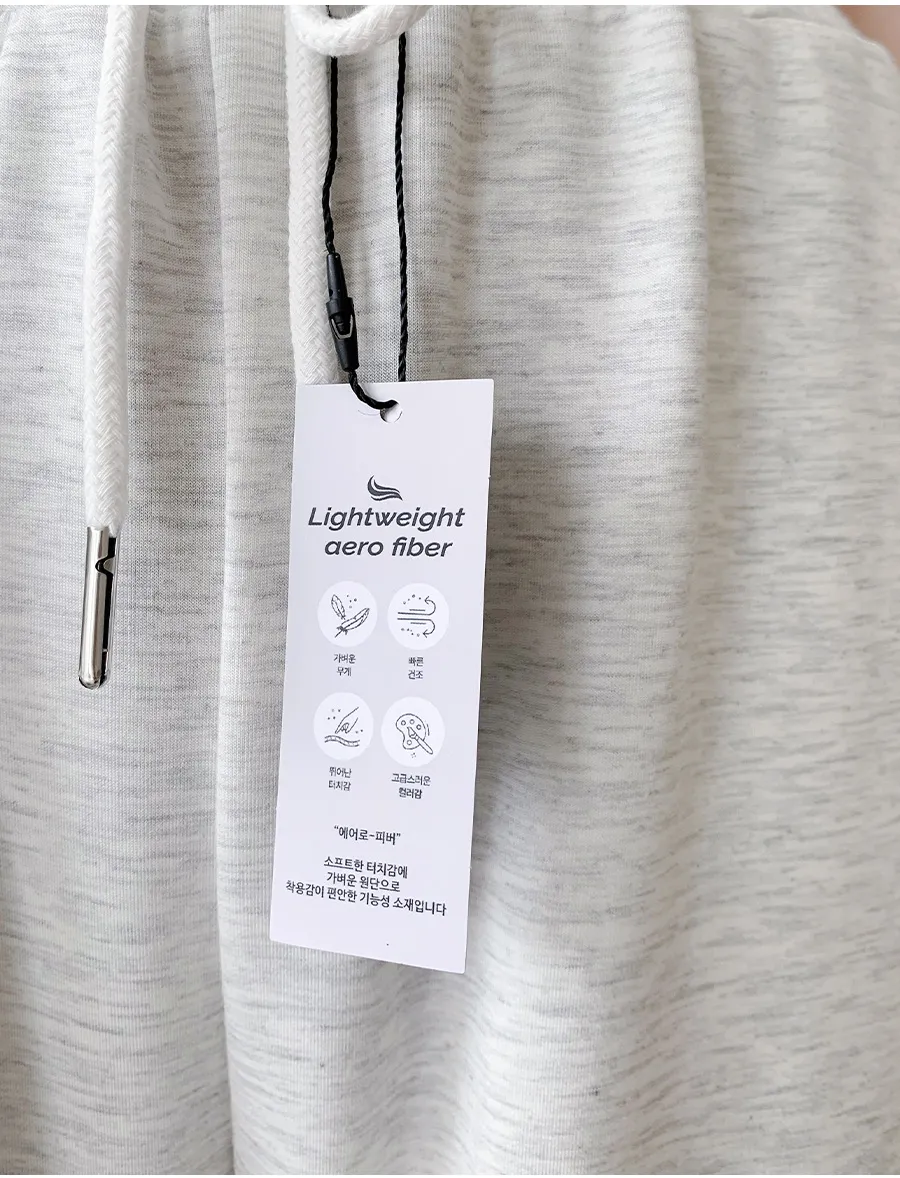 Lightweight
aero fiber
가벼운
무게
빠른
건조
뛰어난
터치감
고급스러운
컬러감
"에어로-피버"
소프트한 터치감에
가벼운 원단으로
착용감이 편안한 기능성 소재입니다